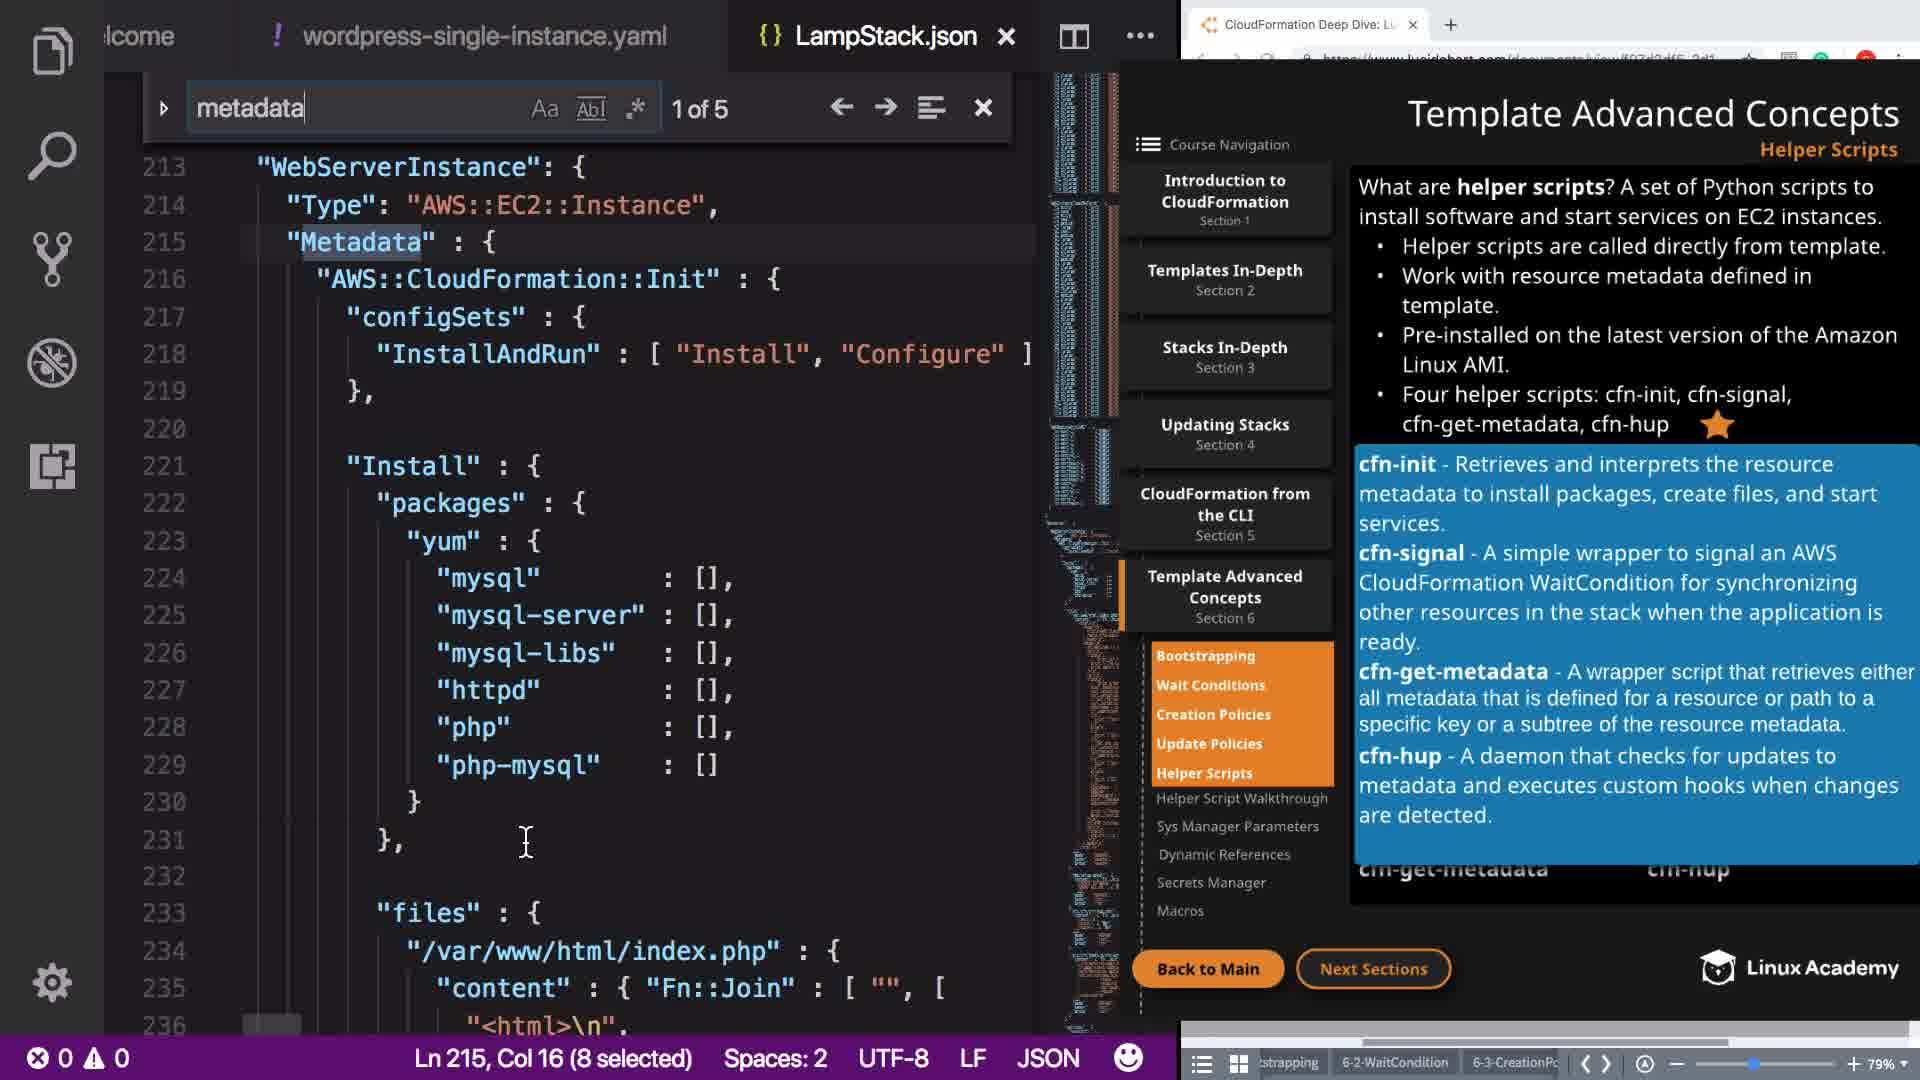 lcome
! wordpress-single-instance.yaml
{} LampStack.json
metadata
Aa Abl .* 1 of 5
213 "WebServerInstance": {
214 "Type": "AWS::EC2::Instance",
215 "Metadata" : {
216 "AWS::CloudFormation::Init" : {
217 "configSets" : {
218 "InstallAndRun" : [ "Install", "Configure" ]
219 },
220
221 "Install" : {
222 "packages" : {
223 "yum" : {
224 "mysql" : [],
225 "mysql-server" : [],
226 "mysql-libs" : [],
227 "httpd" : [],
228 "php" : [],
229 "php-mysql" : []
230 }
231 },
232
233 "files" : {
234 "/var/www/html/index.php" : {
235 "content" : { "Fn::Join" : [ "", [
236 "<html>\n",
0 0
Ln 215, Col 16 (8 selected) Spaces: 2 UTF-8 LF JSON
CloudFormation Deep Dive: Lu
Template Advanced Concepts
Helper Scripts
Course Navigation
Introduction to
CloudFormation
Section 1
Templates In-Depth
Section 2
Stacks In-Depth
Section 3
Updating Stacks
Section 4
CloudFormation from
the CLI
Section 5
Template Advanced
Concepts
Section 6
Bootstrapping
Wait Conditions
Creation Policies
Update Policies
Helper Scripts
Helper Script Walkthrough
Sys Manager Parameters
Dynamic References
Secrets Manager
Macros
Back to Main
Next Sections
What are helper scripts? A set of Python scripts to
install software and start services on EC2 instances.
• Helper scripts are called directly from template.
• Work with resource metadata defined in
template.
• Pre-installed on the latest version of the Amazon
Linux AMI.
• Four helper scripts: cfn-init, cfn-signal,
cfn-get-metadata, cfn-hup
cfn-init - Retrieves and interprets the resource
metadata to install packages, create files, and start
services.
cfn-signal - A simple wrapper to signal an AWS
CloudFormation WaitCondition for synchronizing
other resources in the stack when the application is
ready.
cfn-get-metadata - A wrapper script that retrieves either
all metadata that is defined for a resource or path to a
specific key or a subtree of the resource metadata.
cfn-hup - A daemon that checks for updates to
metadata and executes custom hooks when changes
are detected.
cfn-get-metadata cfn-hup
Linux Academy
strapping 6-2-WaitCondition 6-3-CreationPo
79%